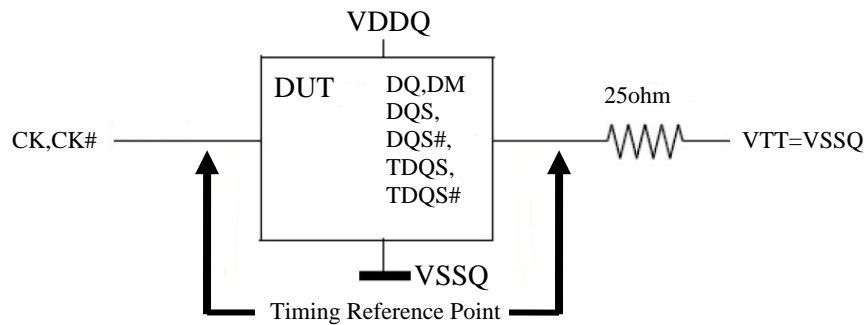 VDDQ
DUT
DQ,DM
DQS,
DQS#,
TDQS,
TDQS#
25ohm
CK,CK#
VTT=VSSQ
VSSQ
Timing Reference Point